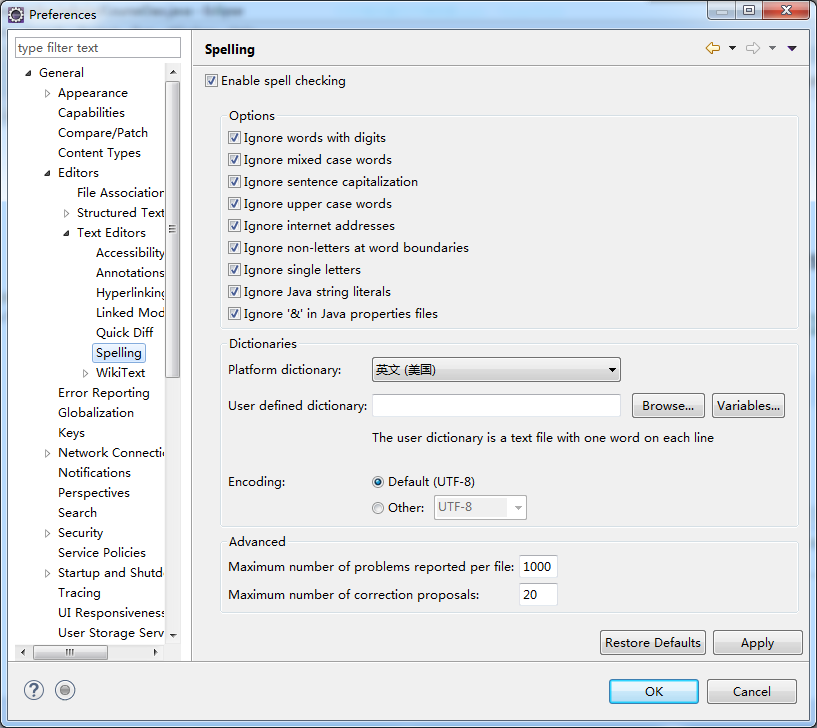 Preferences
type filter text
General
Appearance
Capabilities
Compare/Patch
Content Types
Editors
File Association
Structured Text
Text Editors
Accessibility
Annotations
Hyperlinking
Linked Mod
Quick Diff
Spelling
WikiText
Error Reporting
Globalization
Keys
Network Connecti
Notifications
Perspectives
Search
Security
Service Policies
Startup and Shutd
Tracing
UI Responsiveness
User Storage Serv
Spelling
Enable spell checking
Options
Ignore words with digits
Ignore mixed case words
Ignore sentence capitalization
Ignore upper case words
Ignore internet addresses
Ignore non-letters at word boundaries
Ignore single letters
Ignore Java string literals
Ignore '&' in Java properties files
Dictionaries
Platform dictionary: 英文 (美国)
User defined dictionary: Browse... Variables...
The user dictionary is a text file with one word on each line
Encoding: Default (UTF-8)
Other: UTF-8
Advanced
Maximum number of problems reported per file: 1000
Maximum number of correction proposals: 20
Restore Defaults Apply
OK Cancel